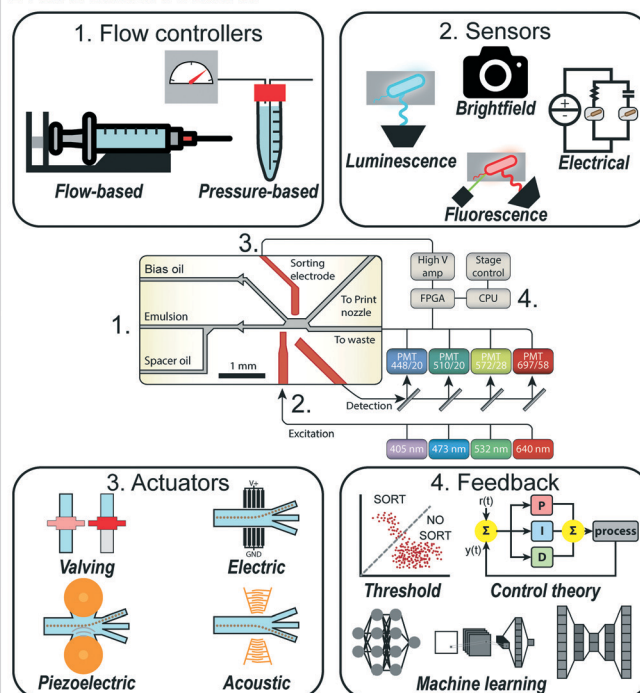 1. Flow controllers
Flow-based
Pressure-based
2. Sensors
Luminescence
Brightfield
Fluorescence
Electrical
+
−
3.
Sorting
electrode
Bias oil
To Print
nozzle
1.
Emulsion
To waste
Spacer oil
1 mm
2.
Detection
Excitation
High V
amp
Stage
control
FPGA
CPU
4.
PMT
448/20
PMT
510/20
PMT
572/28
PMT
697/58
405 nm
473 nm
532 nm
640 nm
3. Actuators
Valving
V+
GND
Electric
Piezoelectric
Acoustic
4. Feedback
SORT
NO
SORT
Threshold
r(t)
Σ
y(t)
P
I
D
Σ
process
Control theory
Machine learning